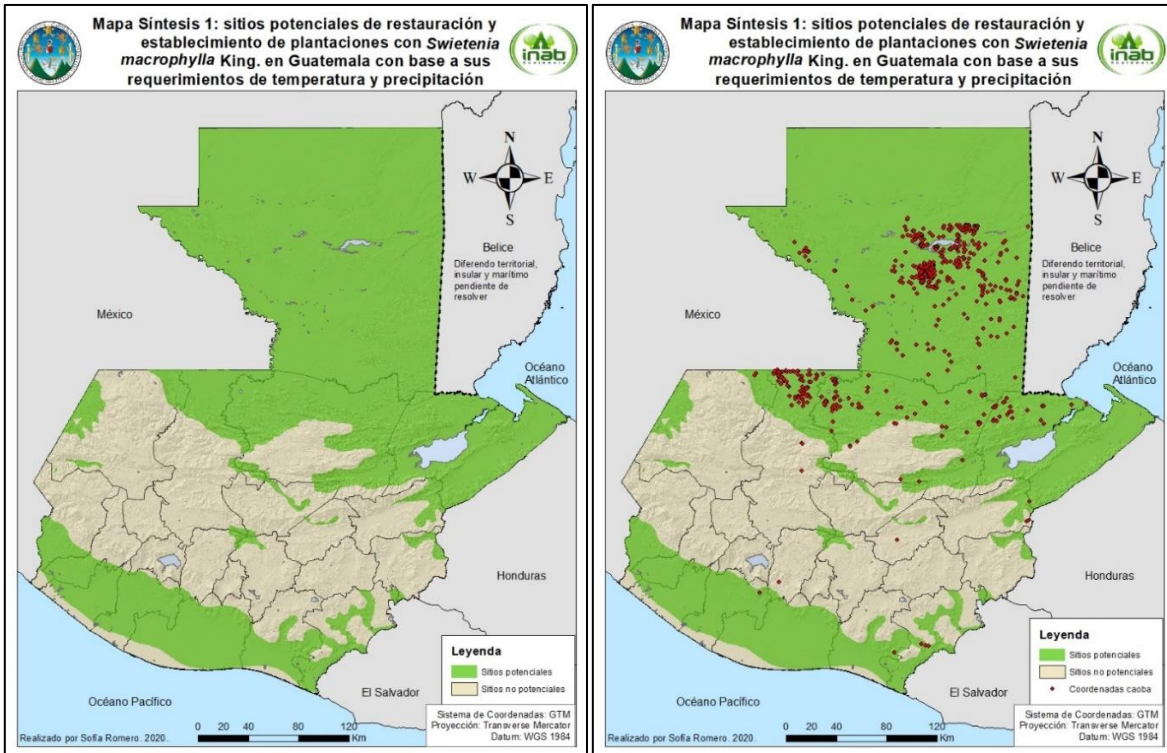 Mapa Síntesis 1: sitios potenciales de restauración y
establecimiento de plantaciones con Swietenia
macrophylla King. en Guatemala con base a sus
requerimientos de temperatura y precipitación
inab
N
W E
S
Belice
Diferendo territorial,
insular y marítimo
pendiente de
resolver
México
Océano
Atlántico
Honduras
Leyenda
Sitios potenciales
Sitios no potenciales
El Salvador
Océano Pacífico
Sistema de Coordenadas: GTM
Proyección: Transverse Mercator
Datum: WGS 1984
0 20 40 80 120
Km
Realizado por Sofía Romero. 2020.
Mapa Síntesis 1: sitios potenciales de restauración y
establecimiento de plantaciones con Swietenia
macrophylla King. en Guatemala con base a sus
requerimientos de temperatura y precipitación
inab
N
W E
S
Belice
Diferendo territorial,
insular y marítimo
pendiente de
resolver
México
Océano
Atlántico
Honduras
Leyenda
Sitios potenciales
Sitios no potenciales
Coordenadas caoba
El Salvador
Océano Pacífico
Sistema de Coordenadas: GTM
Proyección: Transverse Mercator
Datum: WGS 1984
0 20 40 80 120
Km
Realizado por Sofía Romero. 2020.